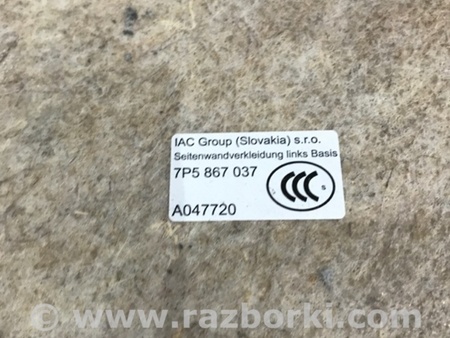 IAC Group (Slovakia) s.r.o.
Seitenwandverkleidung links Basis
7P5 867 037
CCC S
A047720
© www.razborki.com